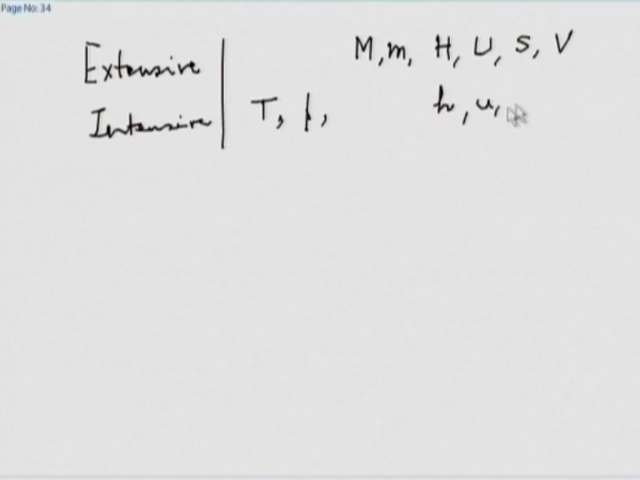 Page No: 34
Extensive M, m, H, U, S, V
Intensive T, p, h, u,